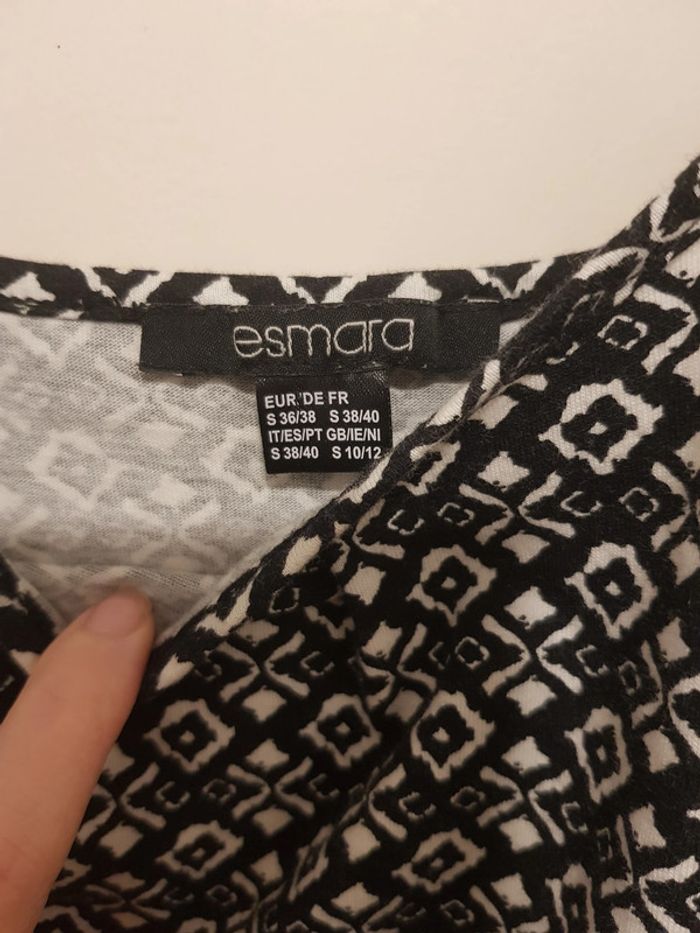 esmara
EUR. DE FR
S 36/38 S 38/40
IT/ES/PT GB/IE/NI
S 38/40 S 10/12